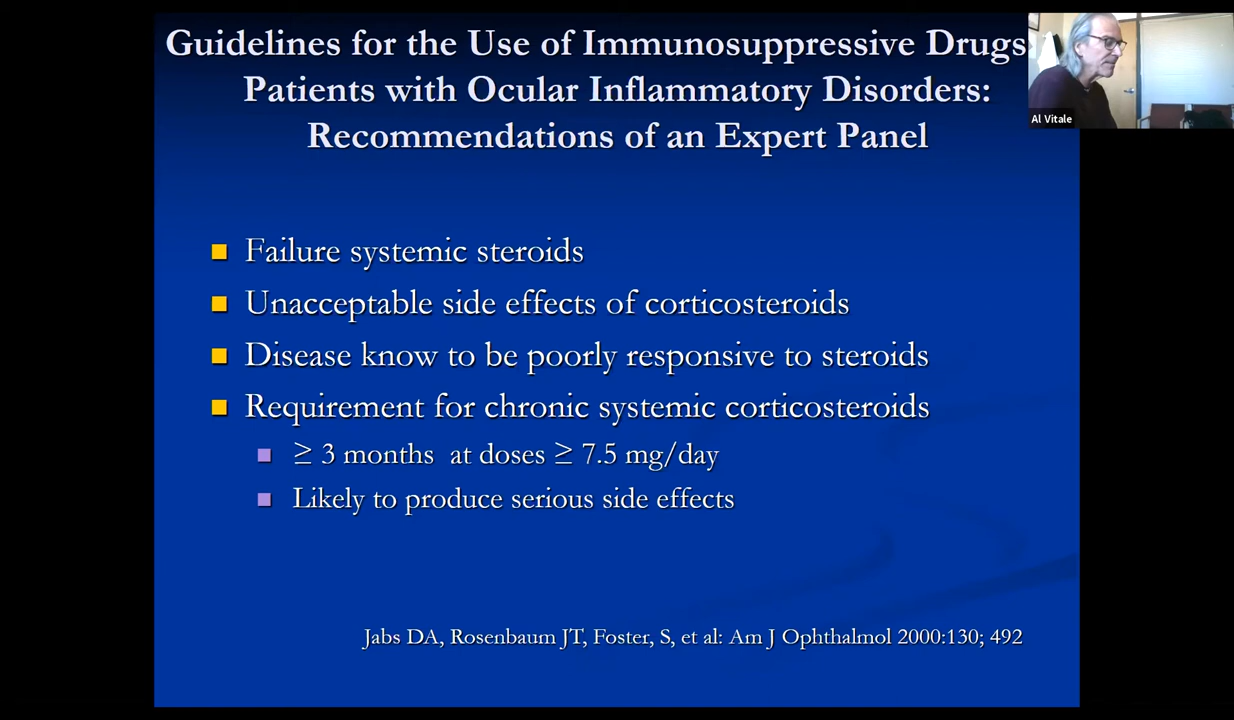 Guidelines for the Use of Immunosuppressive Drugs
Patients with Ocular Inflammatory Disorders:
Recommendations of an Expert Panel
Al Vitale
Failure systemic steroids
Unacceptable side effects of corticosteroids
Disease know to be poorly responsive to steroids
Requirement for chronic systemic corticosteroids
≥ 3 months at doses ≥ 7.5 mg/day
Likely to produce serious side effects
Jabs DA, Rosenbaum JT, Foster, S, et al: Am J Ophthalmol 2000:130; 492